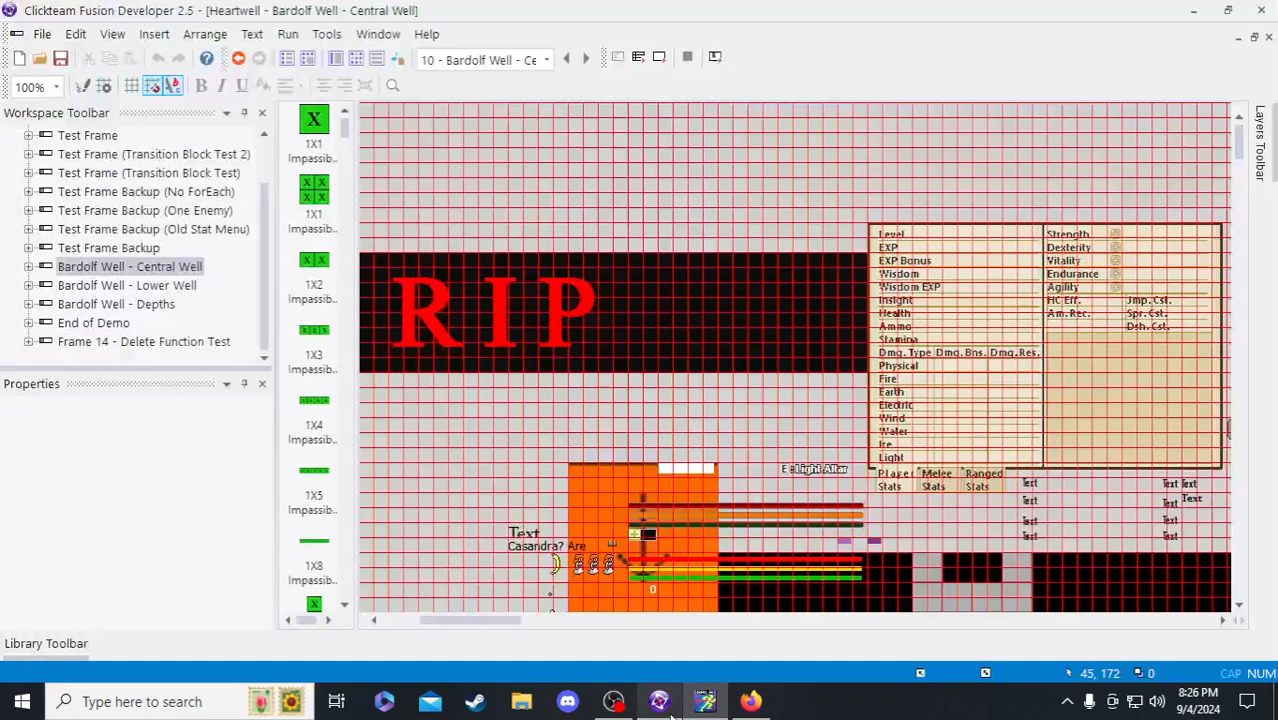 Clickteam Fusion Developer 2.5 - [Heartwell - Bardolf Well - Central Well]
File Edit View Insert Arrange Text Run Tools Window Help
10 - Bardolf Well - Ce
100% B I U
Workspace Toolbar
Test Frame
Test Frame (Transition Block Test 2)
Test Frame (Transition Block Test)
Test Frame Backup (No ForEach)
Test Frame Backup (One Enemy)
Test Frame Backup (Old Stat Menu)
Test Frame Backup
Bardolf Well - Central Well
Bardolf Well - Lower Well
Bardolf Well - Depths
End of Demo
Frame 14 - Delete Function Test
Properties
Library Toolbar
X
1X1
Impassib..
X X
X X
1X1
Impassib..
X X
1X2
Impassib..
1X3
Impassib..
1X4
Impassib..
1X5
Impassib..
1X8
Impassib..
X
RIP
Level
EXP
EXP Bonus
Wisdom
Wisdom EXP
Insight
Health
Ammo
Stamina
Dmg. Type Dmg. Bns. Dmg. Res.
Physical
Fire
Earth
Electric
Wind
Water
Ice
Light
Strength
Dexterity
Vitality
Endurance
Agility
HC Eff. Jmp. Cst.
Am. Rec. Spr. Cst.
Dsh. Cst.
Player Melee Ranged
Stats Stats Stats
E : Light Altar
Text
Casandra? Are
0
Text
Text
Text
Text
Text Text
Text Text
Text
Text
Layers Toolbar
45, 172
0
CAP NUM
Type here to search
8:26 PM
9/4/2024